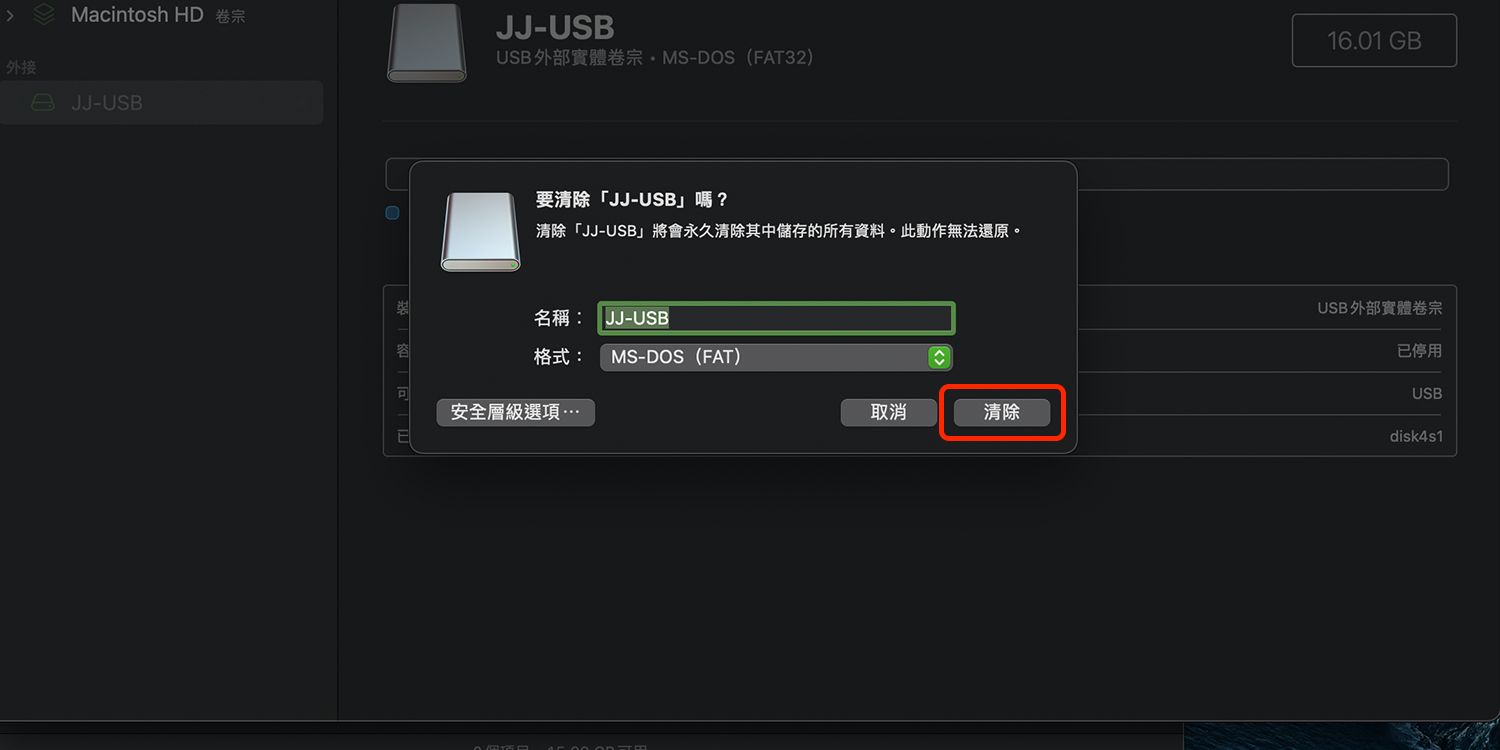 Macintosh HD 卷宗
外接
JJ-USB
JJ-USB
USB外部實體卷宗・MS-DOS（FAT32）
16.01 GB
要清除「JJ-USB」嗎？
清除「JJ-USB」將會永久清除其中儲存的所有資料。此動作無法還原。
名稱：
JJ-USB
格式：
MS-DOS（FAT）
安全層級選項⋯
取消
清除
裝
USB外部實體卷宗
容
已停用
可
USB
已
disk4s1